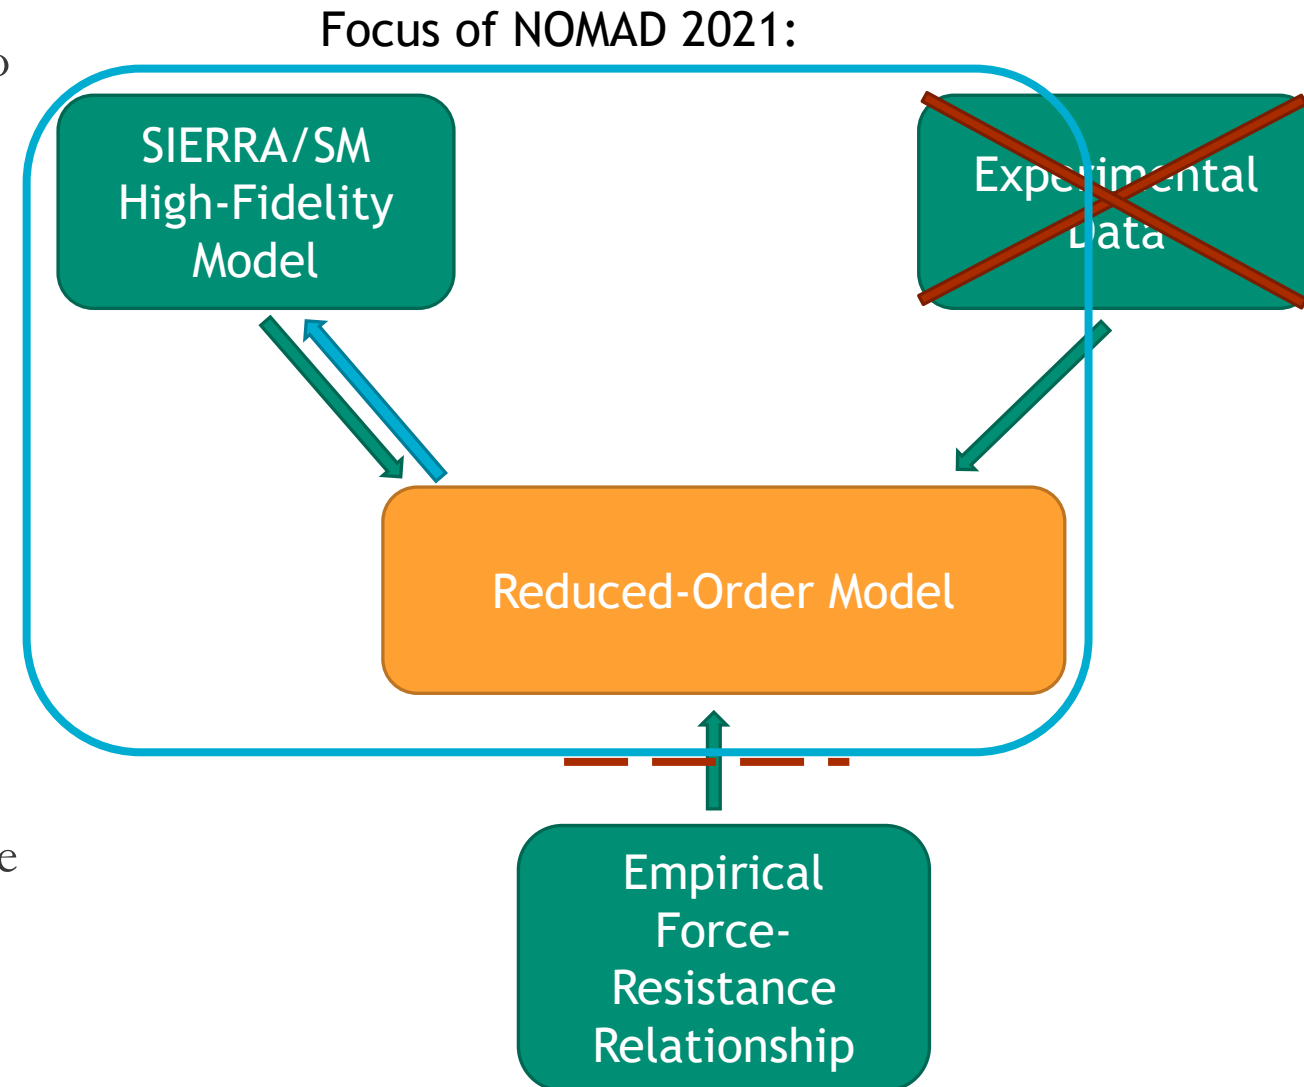 Focus of NOMAD 2021:
o
SIERRA/SM
High-Fidelity
Model
Experimental
Data
Reduced-Order Model
e
Empirical
Force-
Resistance
Relationship